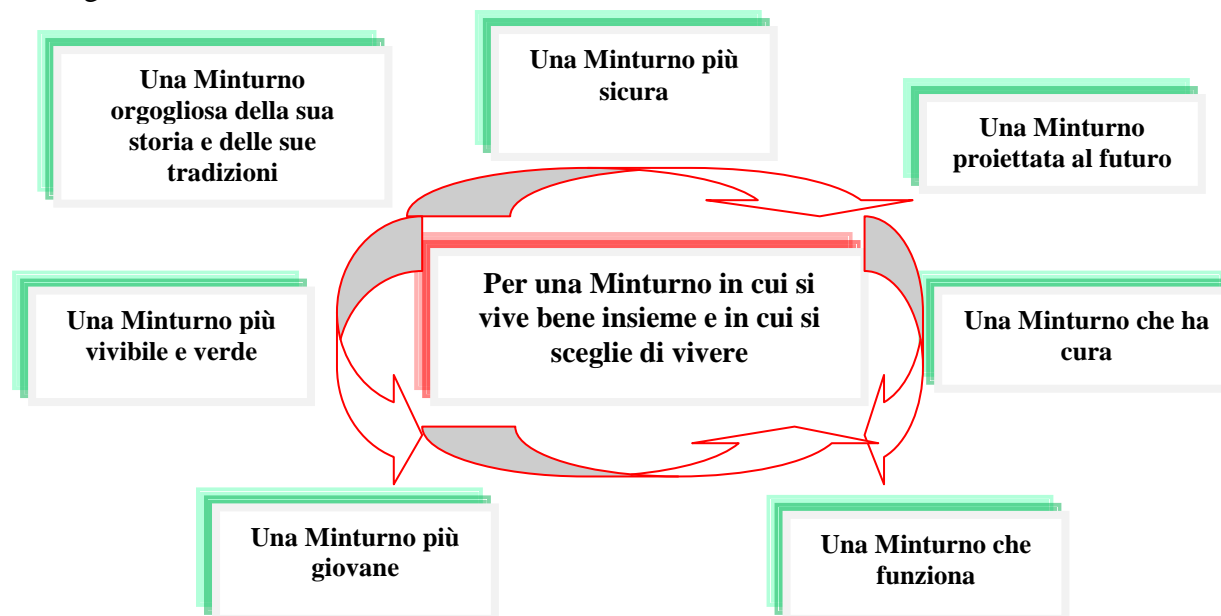 Una Minturno
orgogliosa della sua
storia e delle sue
tradizioni
Una Minturno più
sicura
Una Minturno
proiettata al futuro
Una Minturno più
vivibile e verde
Per una Minturno in cui si
vive bene insieme e in cui si
sceglie di vivere
Una Minturno che ha
cura
Una Minturno più
giovane
Una Minturno che
funziona